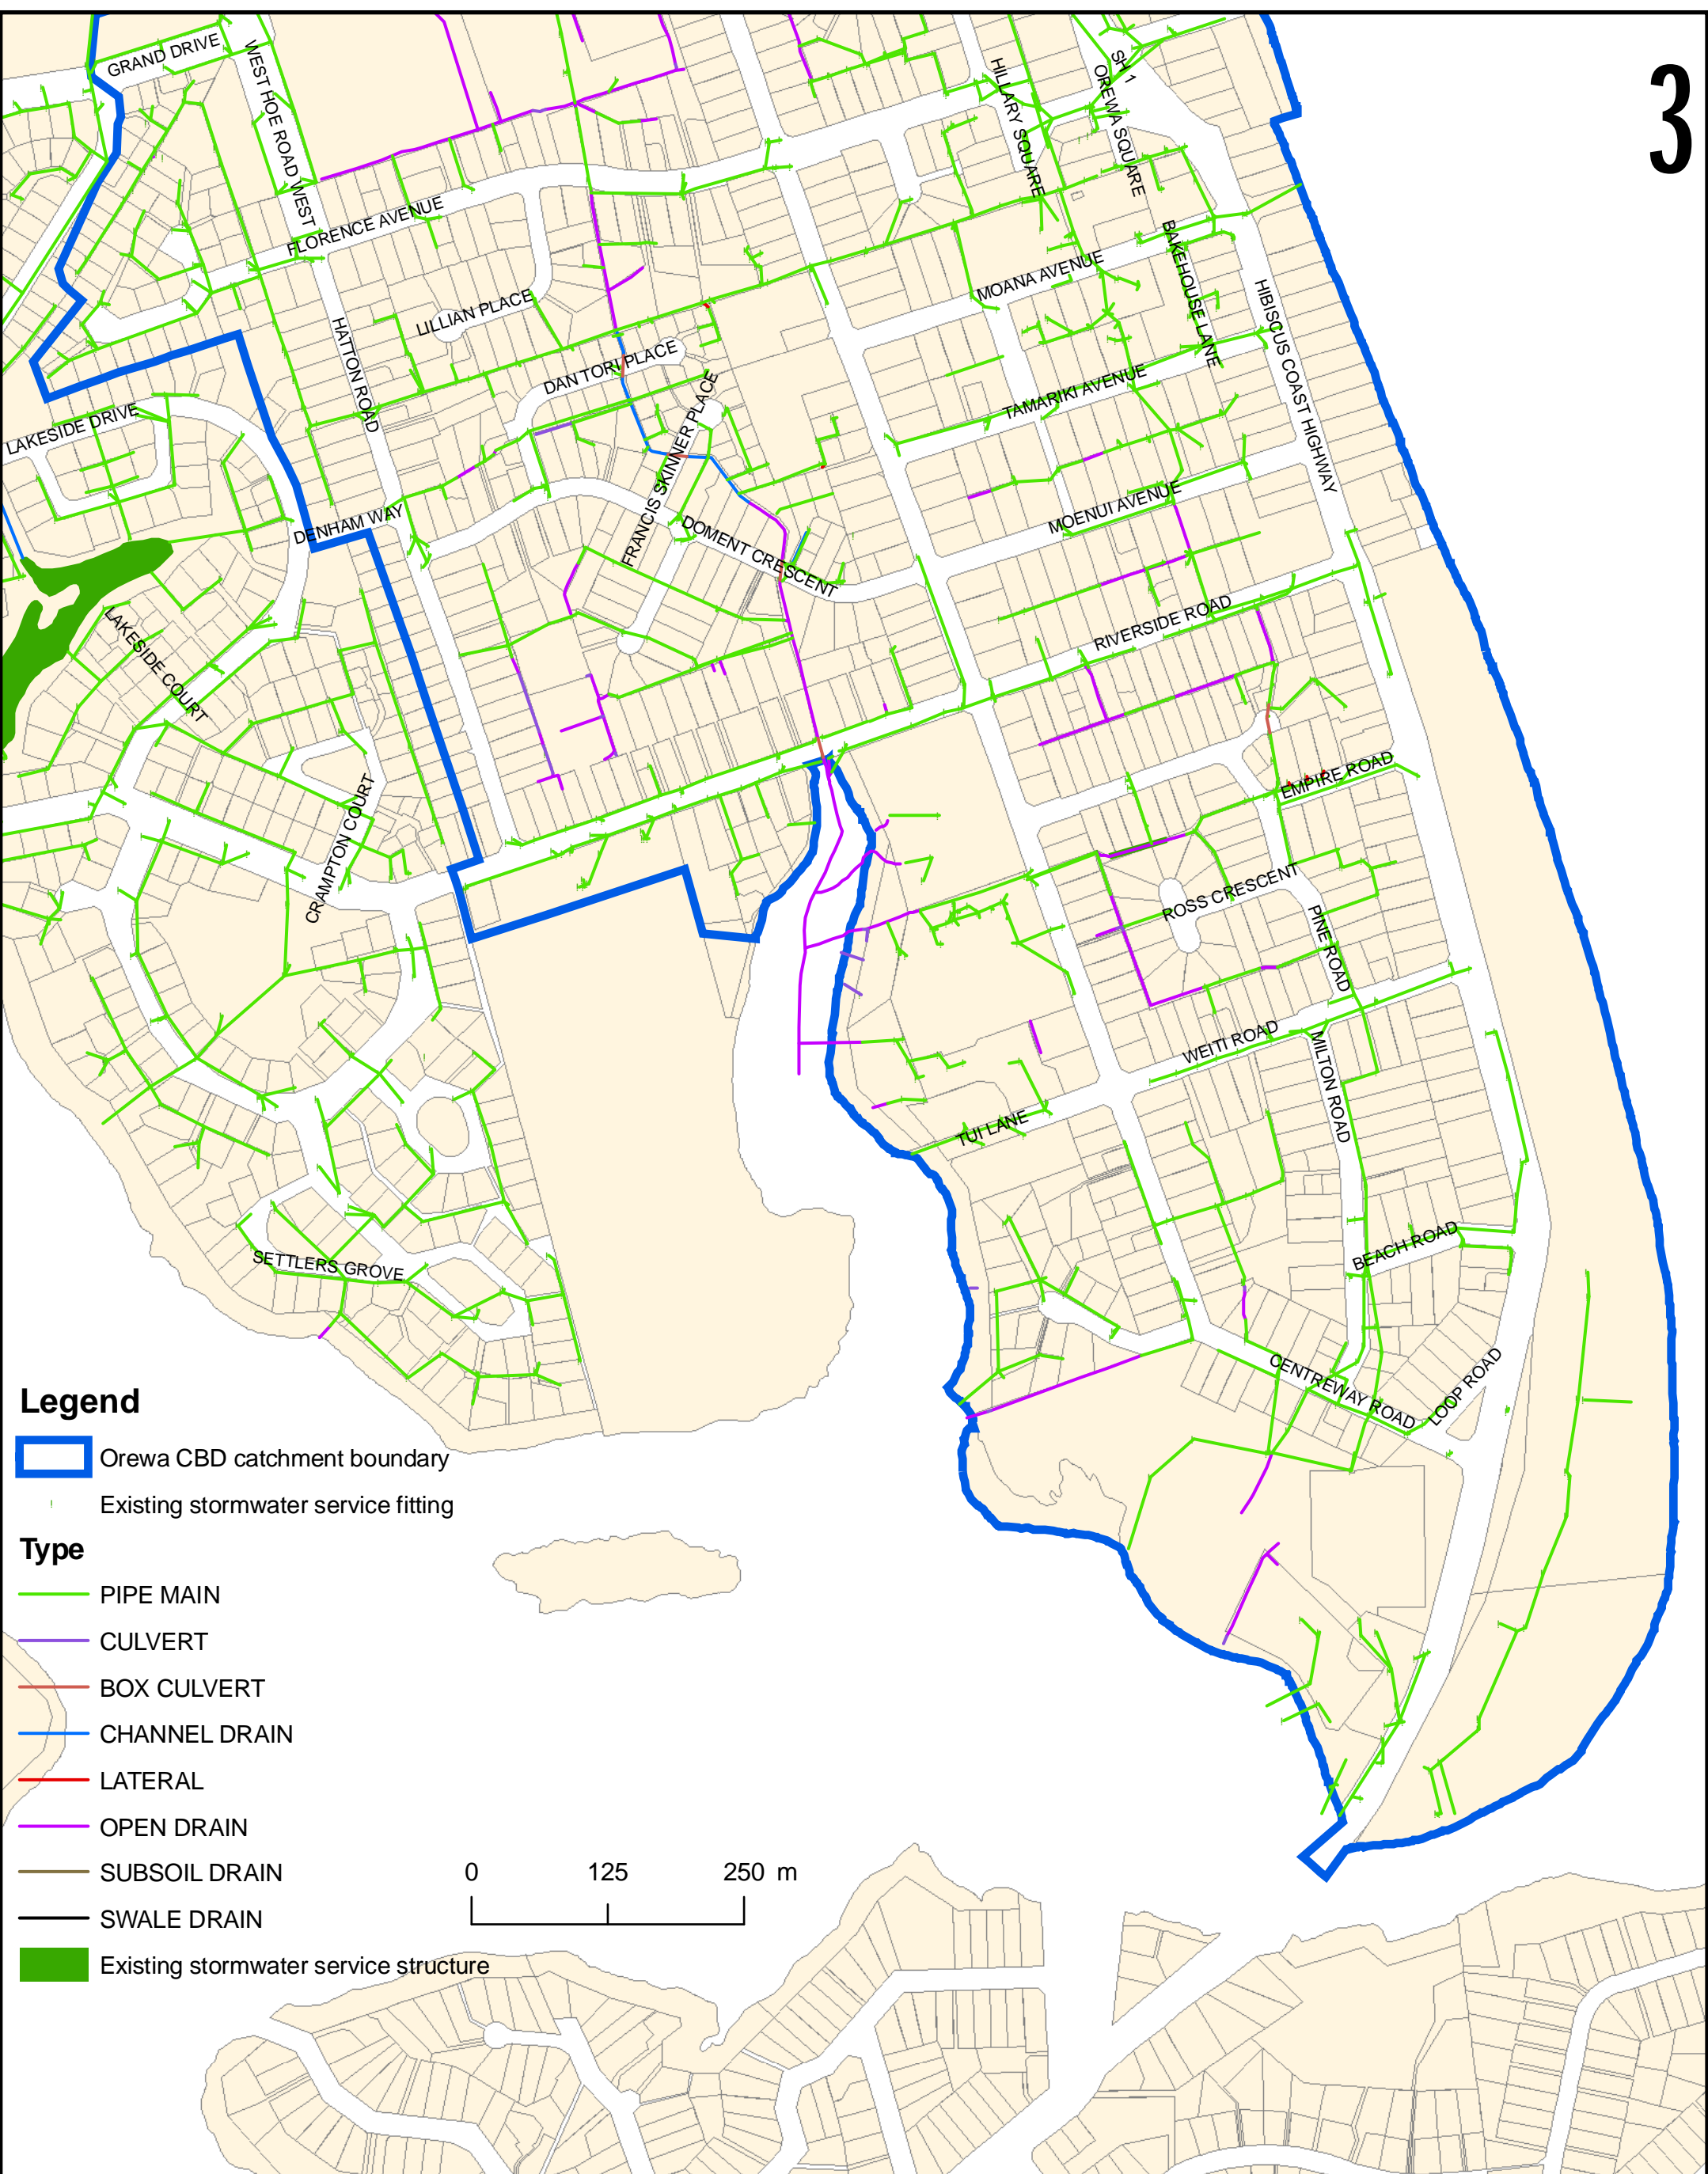 3
GRAND DRIVE
WEST HOE ROAD WEST
HILLARY SQUARE
SH 1
OREWA SQUARE
FLORENCE AVENUE
BAKEHOUSE LANE
MOANA AVENUE
HIBISCUS COAST HIGHWAY
LILLIAN PLACE
HATTON ROAD
DAN TORI PLACE
TAMARIKI AVENUE
LAKESIDE DRIVE
FRANCIS SKINNER PLACE
MOENUI AVENUE
DENHAM WAY
DOMENT CRESCENT
RIVERSIDE ROAD
LAKESIDE COURT
EMPIRE ROAD
CRAMPTON COURT
ROSS CRESCENT
PINE ROAD
WEITI ROAD
MILTON ROAD
TUI LANE
BEACH ROAD
SETTLERS GROVE
CENTREWAY ROAD
LOOP ROAD
Legend
Orewa CBD catchment boundary
Existing stormwater service fitting
Type
PIPE MAIN
CULVERT
BOX CULVERT
CHANNEL DRAIN
LATERAL
OPEN DRAIN
SUBSOIL DRAIN
SWALE DRAIN
Existing stormwater service structure
0 125 250 m